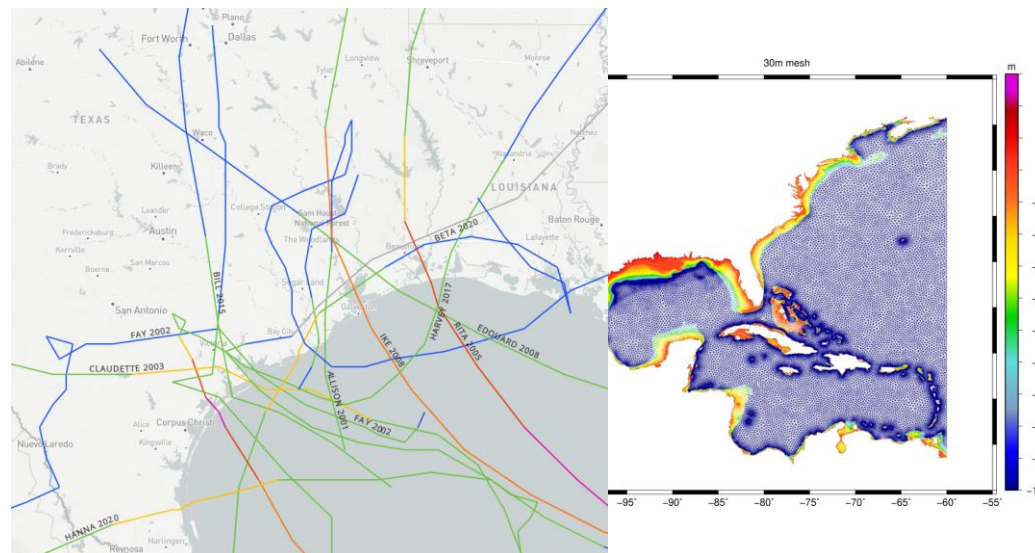 Plano
Fort Worth
Dallas
Abilene
Tyler
Longview
Shreveport
Monroe
TEXAS
Waco
Natchez
Brady
Killeen
Alexandria
LOUISIANA
Leander
College Station
Sam Houston
National Forest
Baton Rouge
Fredericksburg
Austin
The Woodlands
Beaumont
BETA 2020
Lafayette
Kerrville
San Marcos
Boerne
BILL 2015
Sugar Land
San Antonio
HARVEY 2017
FAY 2002
Victoria
Bay City
IKE 2008
RITA 2005
EDOUARD 2008
CLAUDETTE 2003
ALLISON 2001
FAY 2002
Alice
Corpus Christi
Nuevo Laredo
Kingsville
HANNA 2020
Harlingen
Reynosa
30m mesh
m
−95°
−90°
−85°
−80°
−75°
−70°
−65°
−60°
−55°